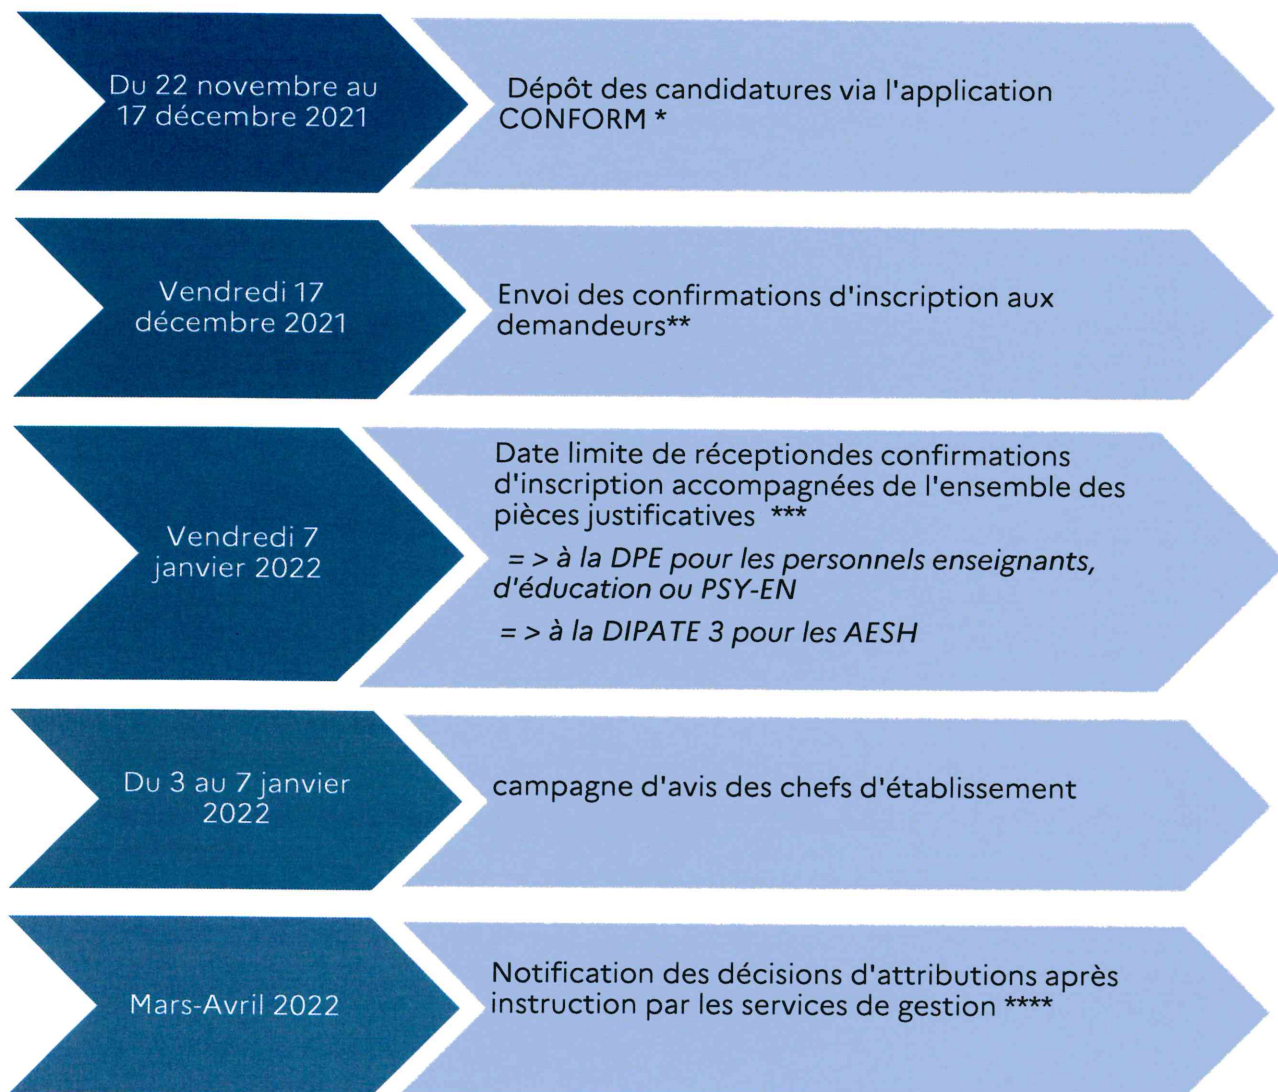 Du 22 novembre au
17 décembre 2021
Dépôt des candidatures via l'application
CONFORM *
Vendredi 17
décembre 2021
Envoi des confirmations d'inscription aux
demandeurs**
Vendredi 7
janvier 2022
Date limite de réceptiondes confirmations
d'inscription accompagnées de l'ensemble des
pièces justificatives ***
= > à la DPE pour les personnels enseignants,
d'éducation ou PSY-EN
= > à la DIPATE 3 pour les AESH
Du 3 au 7 janvier
2022
campagne d'avis des chefs d'établissement
Mars-Avril 2022
Notification des décisions d'attributions après
instruction par les services de gestion ****